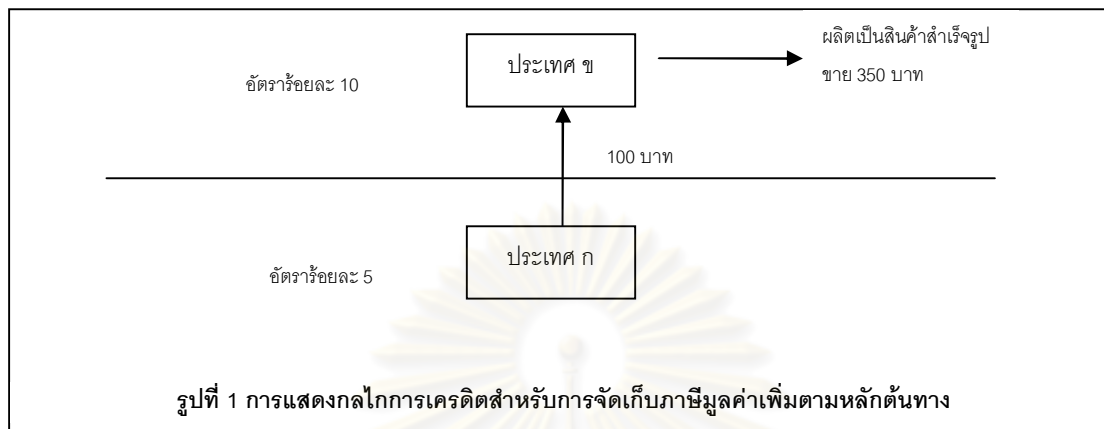 ผลิตเป็นสินค้าสำเร็จรูป
ประเทศ ข
ขาย 350 บาท
อัตราร้อยละ 10
100 บาท
ประเทศ ก
อัตราร้อยละ 5
รูปที่ 1 การแสดงกลไกการเครดิตสำหรับการจัดเก็บภาษีมูลค่าเพิ่มตามหลักต้นทาง